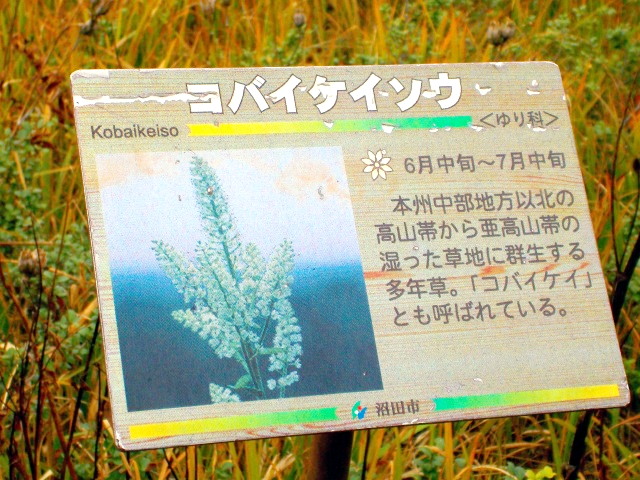 コバイケイソウ
Kobaikeiso
<ゆり科>
6月中旬～7月中旬
本州中部地方以北の
高山帯から亜高山帯の
湿った草地に群生する
多年草。「コバイケイ」
とも呼ばれている。
沼田市